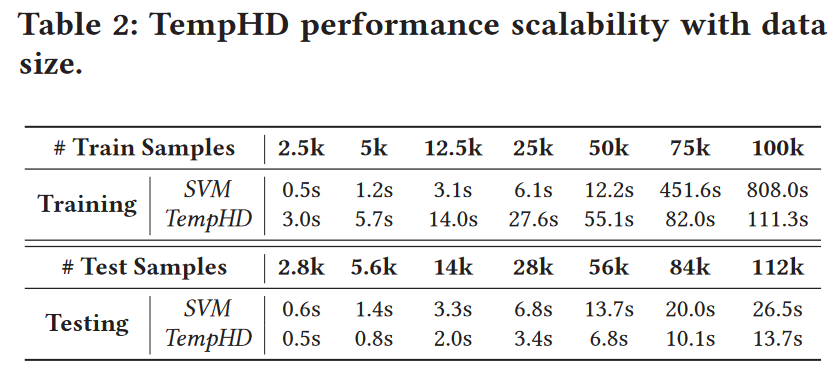 Table 2: TempHD performance scalability with data
size.
# Train Samples 2.5k 5k 12.5k 25k 50k 75k 100k
Training SVM 0.5s 1.2s 3.1s 6.1s 12.2s 451.6s 808.0s
TempHD 3.0s 5.7s 14.0s 27.6s 55.1s 82.0s 111.3s
# Test Samples 2.8k 5.6k 14k 28k 56k 84k 112k
Testing SVM 0.6s 1.4s 3.3s 6.8s 13.7s 20.0s 26.5s
TempHD 0.5s 0.8s 2.0s 3.4s 6.8s 10.1s 13.7s